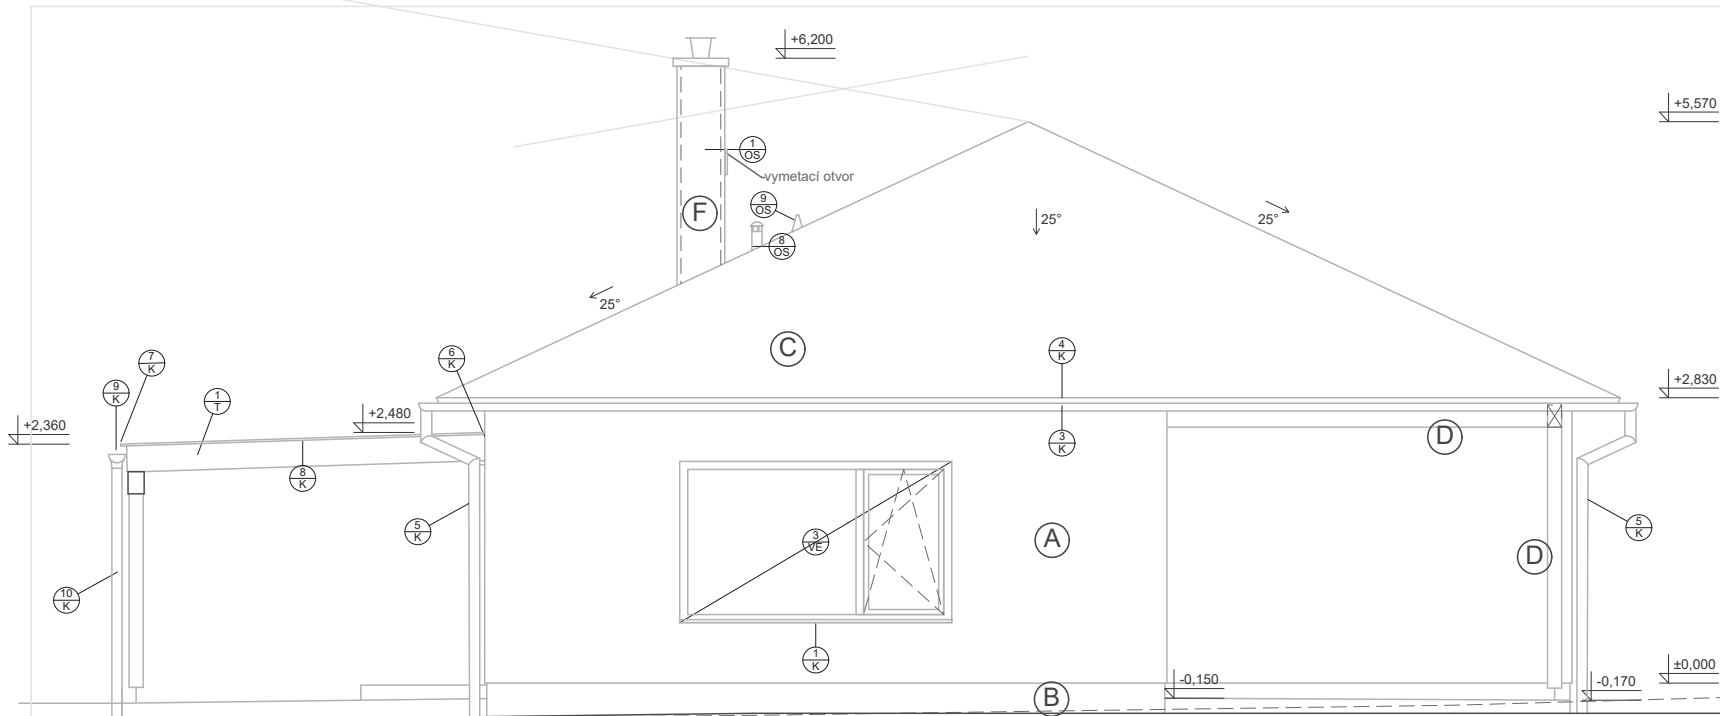 +6,200
+5,570
1
OS
vymetací otvor
9
OS
F
25°
25°
8
OS
25°
C
4
K
6
K
7
K
9
K
1
T
+2,830
+2,480
+2,360
3
K
D
8
K
5
K
3
VE
A
5
K
D
10
K
1
K
±0,000
-0,150
-0,170
B